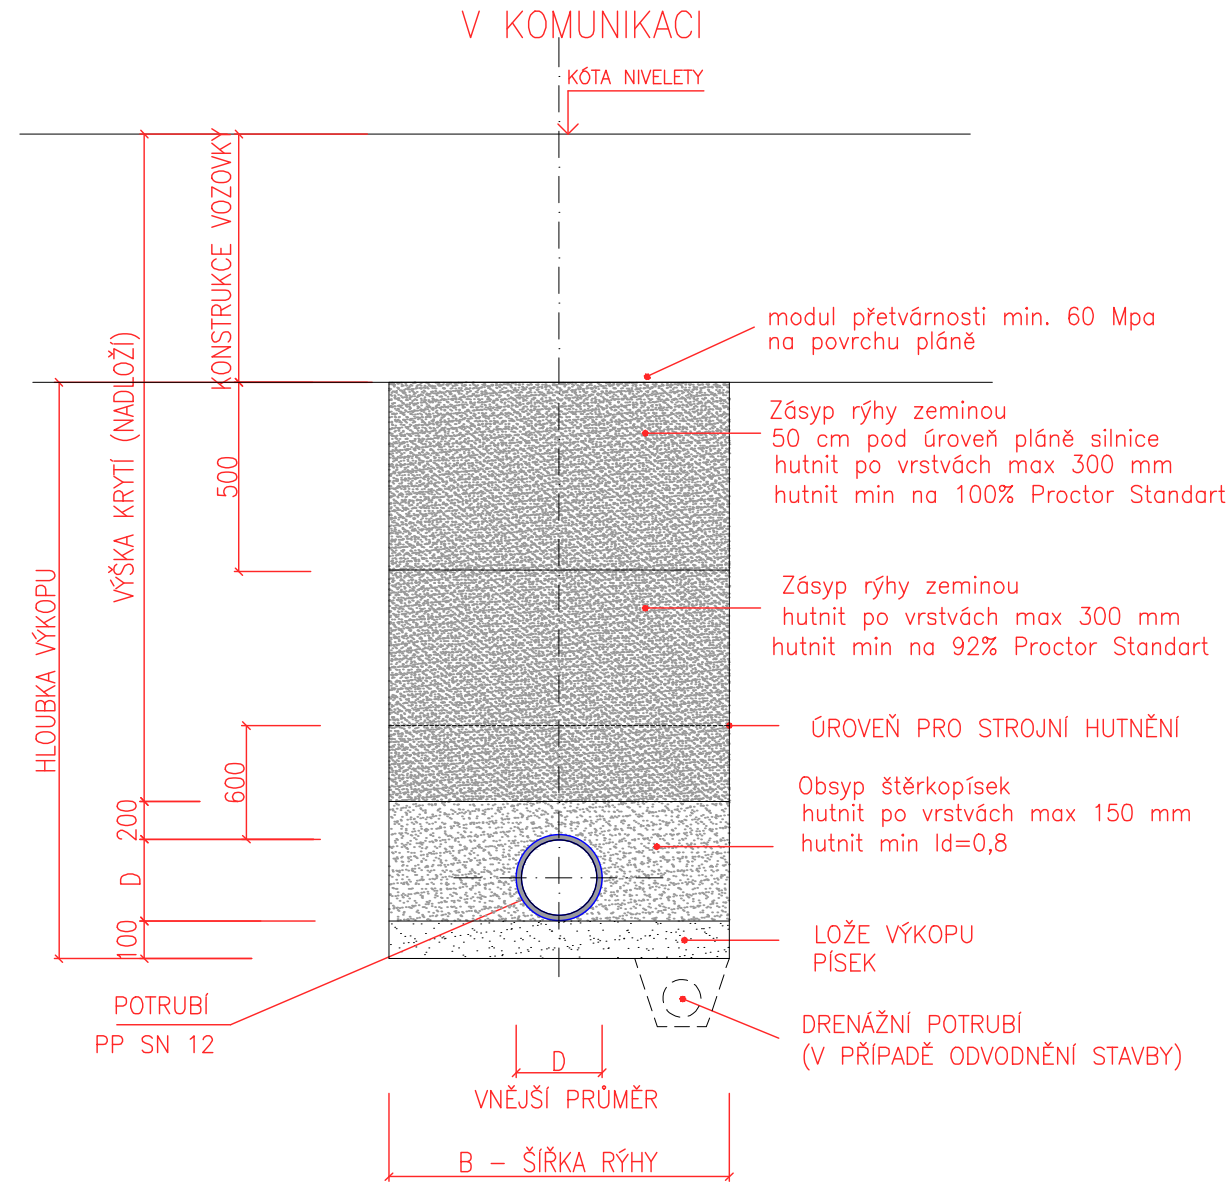 V KOMUNIKACI
KÓTA NIVELETY
KONSTRUKCE VOZOVKY
VÝŠKA KRYTÍ (NADLOŽÍ)
HLOUBKA VÝKOPU
500
600
200
D
100
modul přetvárnosti min. 60 Mpa
na povrchu pláně
Zásyp rýhy zeminou
50 cm pod úroveň pláně silnice
hutnit po vrstvách max 300 mm
hutnit min na 100% Proctor Standart
Zásyp rýhy zeminou
hutnit po vrstvách max 300 mm
hutnit min na 92% Proctor Standart
ÚROVEŇ PRO STROJNÍ HUTNĚNÍ
Obsyp štěrkopísek
hutnit po vrstvách max 150 mm
hutnit min Id=0,8
LOŽE VÝKOPU
PÍSEK
POTRUBÍ
PP SN 12
DRENÁŽNÍ POTRUBÍ
(V PŘÍPADĚ ODVODNĚNÍ STAVBY)
D
VNĚJŠÍ PRŮMĚR
B – ŠÍŘKA RÝHY